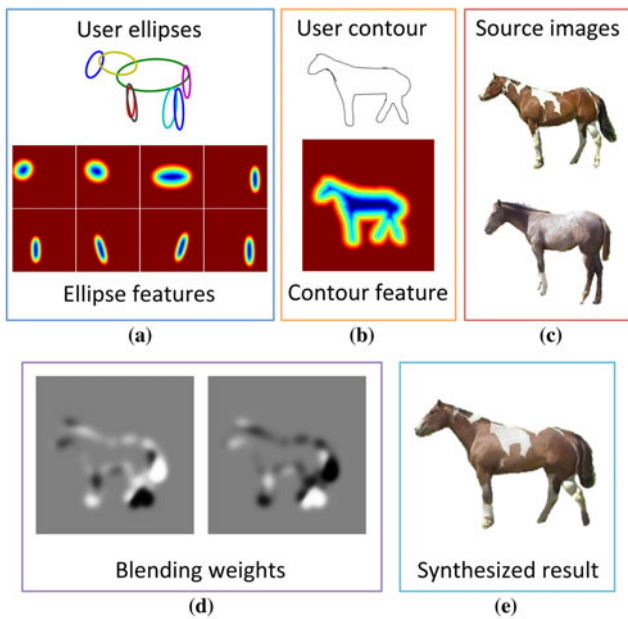 User ellipses
Ellipse features
(a)
User contour
Contour feature
(b)
Source images
(c)
Blending weights
(d)
Synthesized result
(e)